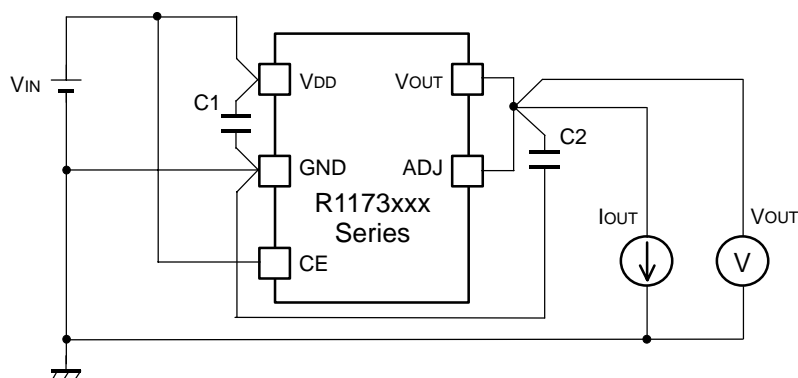 VIN
C1
VDD
VOUT
GND
ADJ
R1173xxx
Series
CE
C2
IOUT
VOUT
V